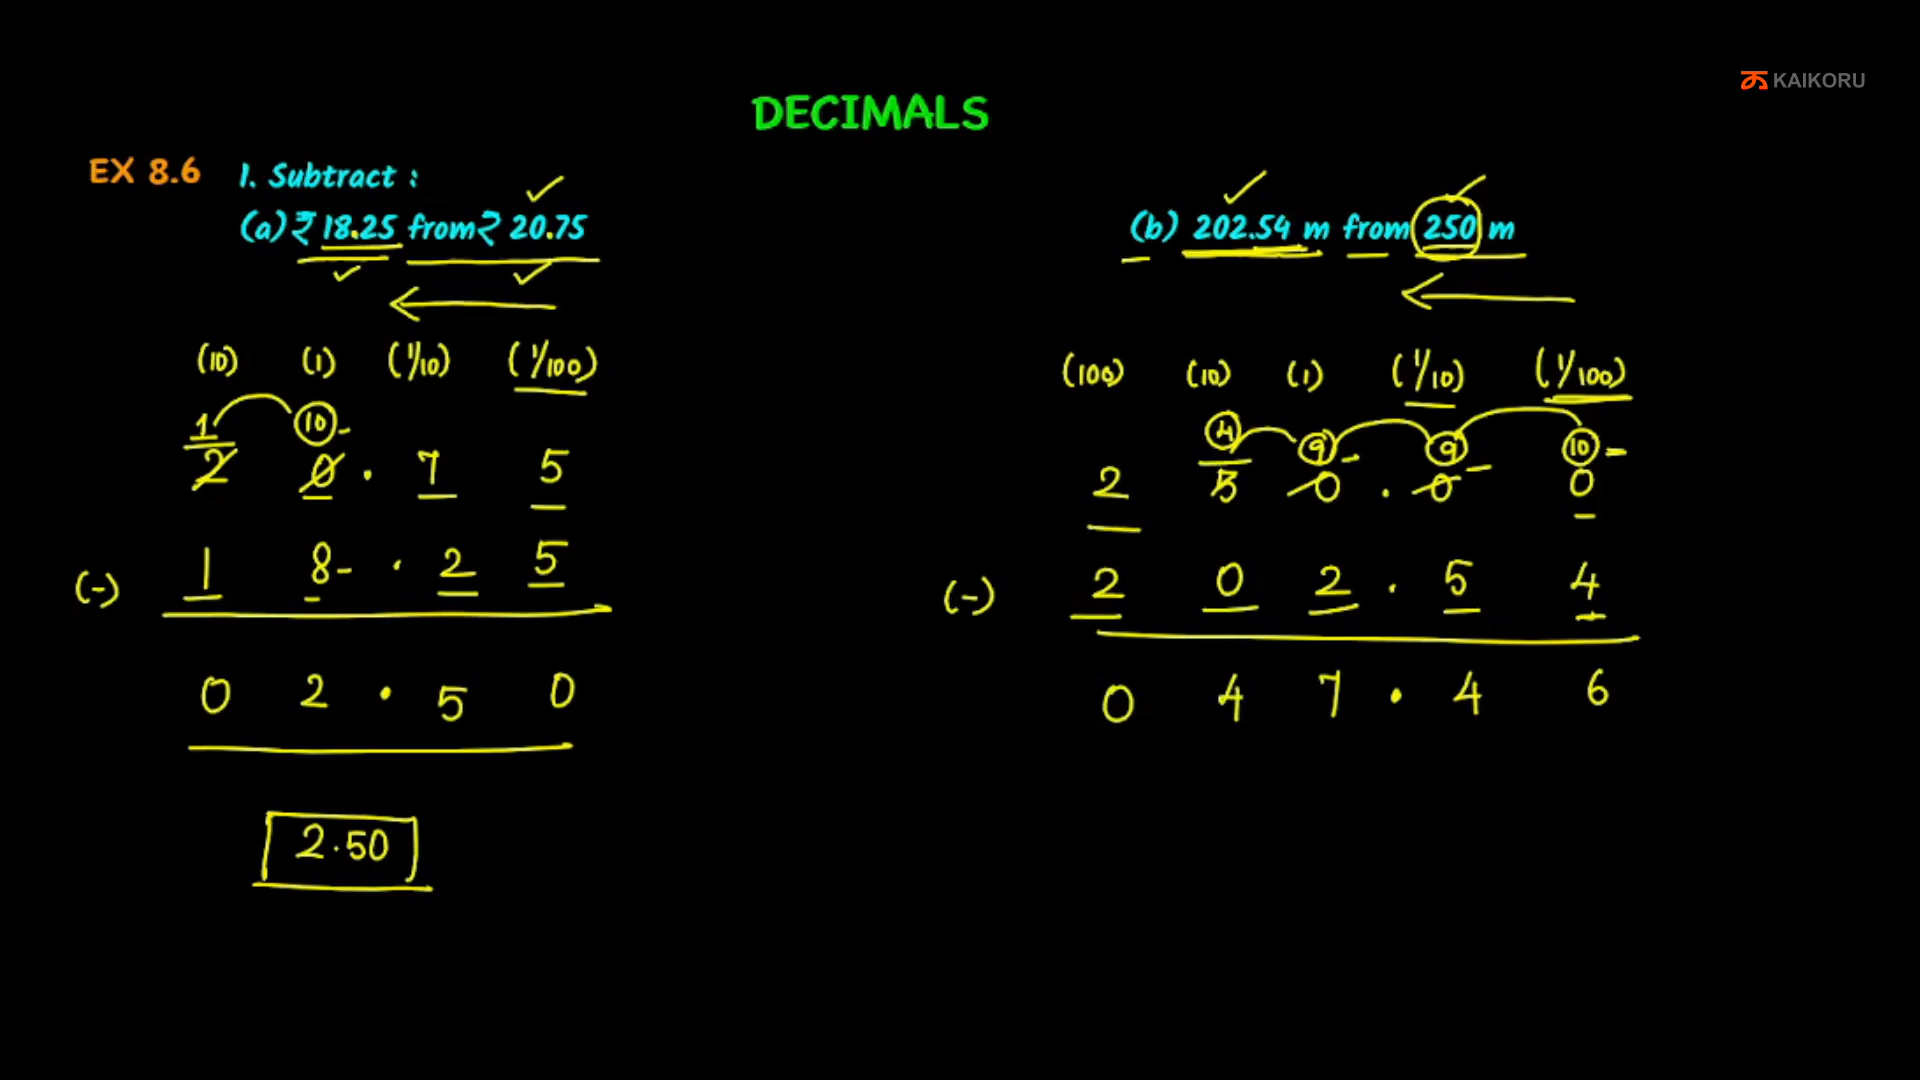 KAIKORU
DECIMALS
EX 8.6 1. Subtract :
(a) ₹ 18.25 from ₹ 20.75
(10) (1) (1/10) (1/100)
1 10
2 0 . 7 5
(-) 1 8 . 2 5
0 2 . 5 0
2.50
(b) 202.54 m from 250 m
(100) (10) (1) (1/10) (1/100)
4 9 9 10
2 5 0 . 0 0
(-) 2 0 2 . 5 4
0 4 7 . 4 6